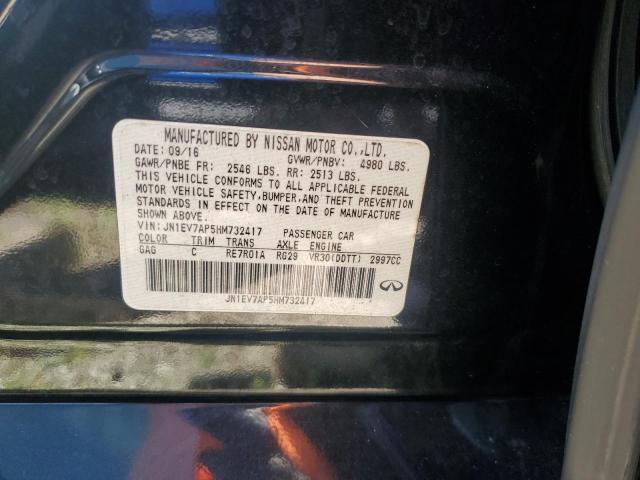 MANUFACTURED BY NISSAN MOTOR CO.,LTD.
DATE: 09/16 GVWR/PNBV: 4980 LBS.
GAWR/PNBE FR: 2546 LBS. RR: 2513 LBS.
THIS VEHICLE CONFORMS TO ALL APPLICABLE FEDERAL
MOTOR VEHICLE SAFETY, BUMPER, AND THEFT PREVENTION
STANDARDS IN EFFECT ON THE DATE OF MANUFACTURE
SHOWN ABOVE.
VIN: JN1EV7AP5HM732417 PASSENGER CAR
COLOR TRIM TRANS AXLE ENGINE
GAG C RE7R01A RG29 VR30(DDTT) 2997CC
JN1EV7AP5HM732417
INFINITI